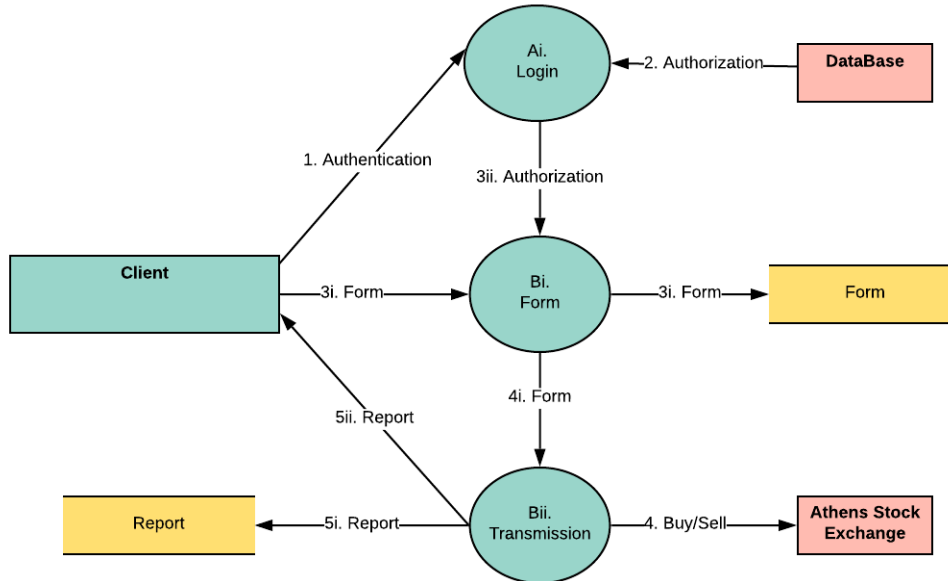 Ai.
Login
2. Authorization
DataBase
1. Authentication
3ii. Authorization
Client
3i. Form
Bi.
Form
3i. Form
Form
4i. Form
5ii. Report
Report
5i. Report
Bii.
Transmission
4. Buy/Sell
Athens Stock
Exchange